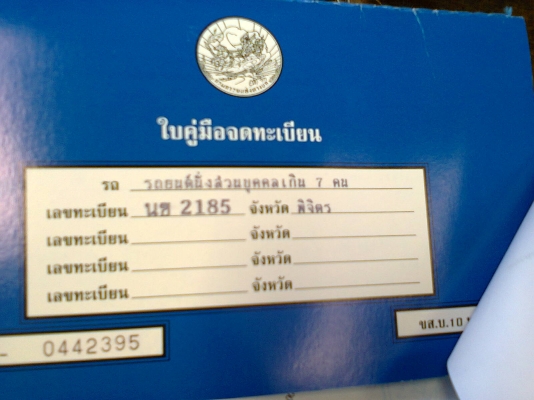 ใบคู่มือจดทะเบียน
รถ รถยนต์นั่งส่วนบุคคลเกิน 7 คน
เลขทะเบียน นข 2185 จังหวัด พิจิตร
เลขทะเบียน จังหวัด
เลขทะเบียน จังหวัด
เลขทะเบียน จังหวัด
0442395
ขส.บ.10